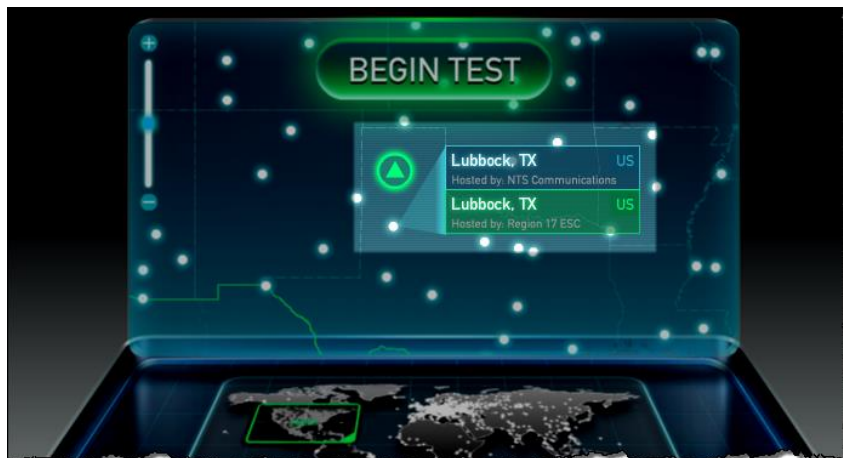 BEGIN TEST
Lubbock, TX US
Hosted by: NTS Communications
Lubbock, TX US
Hosted by: Region 17 ESC